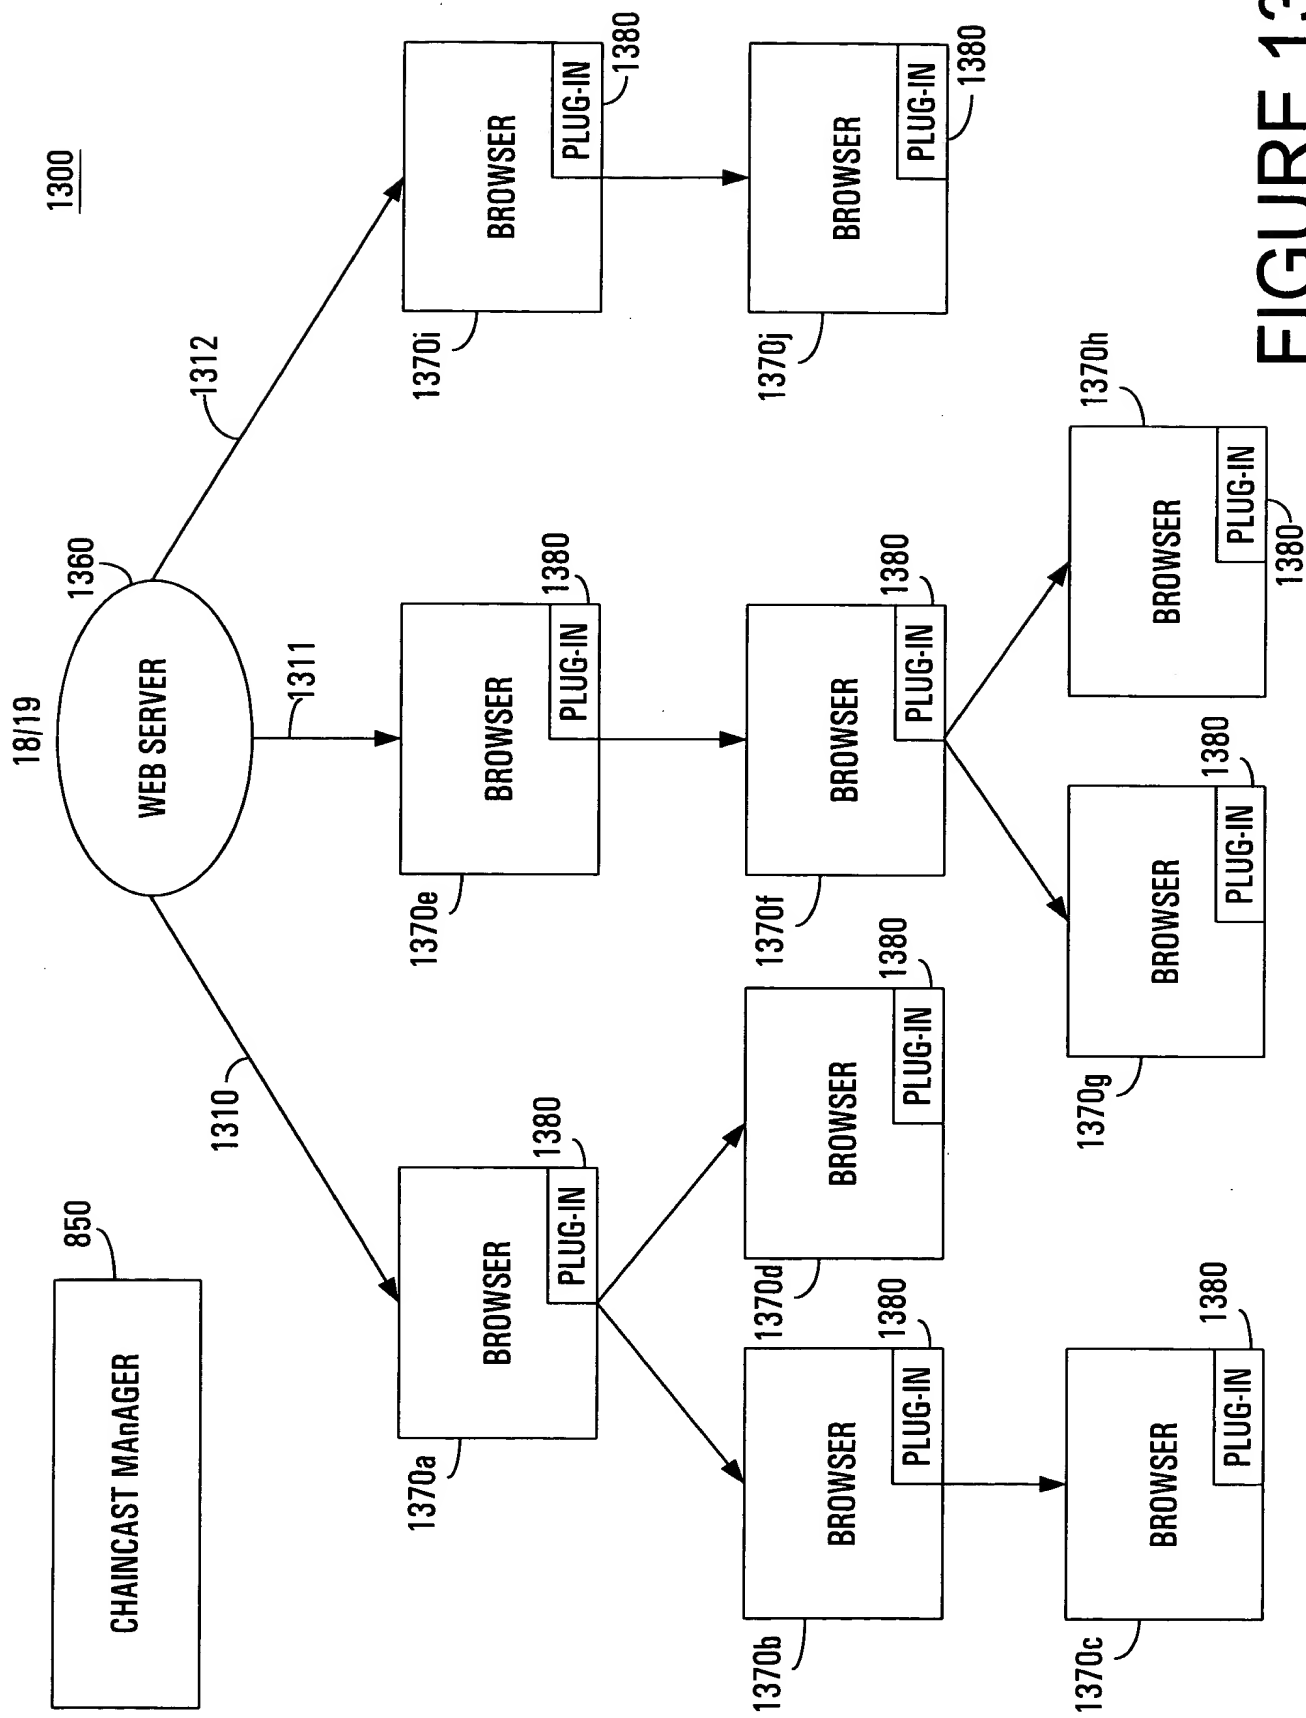 18/19
1300
CHAINCAST MAnAGER
850
WEB SERVER
1360
1310
1311
1312
BROWSER
PLUG-IN
1380
1370a
BROWSER
PLUG-IN
1380
1370e
BROWSER
PLUG-IN
1380
1370i
BROWSER
PLUG-IN
1380
1370b
BROWSER
PLUG-IN
1380
1370d
BROWSER
PLUG-IN
1380
1370f
BROWSER
PLUG-IN
1380
1370j
BROWSER
PLUG-IN
1380
1370c
BROWSER
PLUG-IN
1380
1370g
BROWSER
PLUG-IN
1380
1370h
FIGURE 13